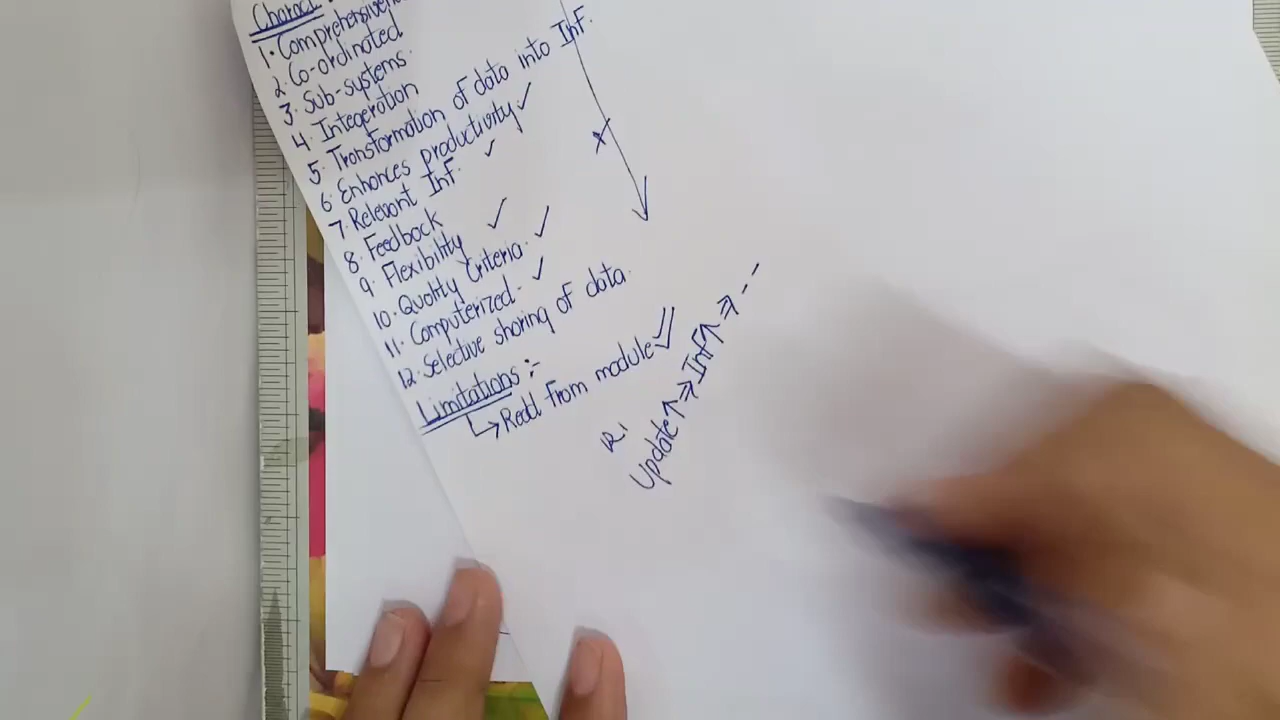 Charact
1. Comprehensive
2. Co-ordinated
3. Sub-systems.
4. Integeration
5. Transformation of data into Inf.
6. Enhances productivity ✓
7. Relevant Inf. ✓
8. Feedback
9. Flexibility ✓
10. Quality Criteria. ✓
11. Computerized. ✓
12. Selective sharing of data.
Limitations :-
↳ Read from module
Update↑ ⇒ Inf↑ ⇒ - -